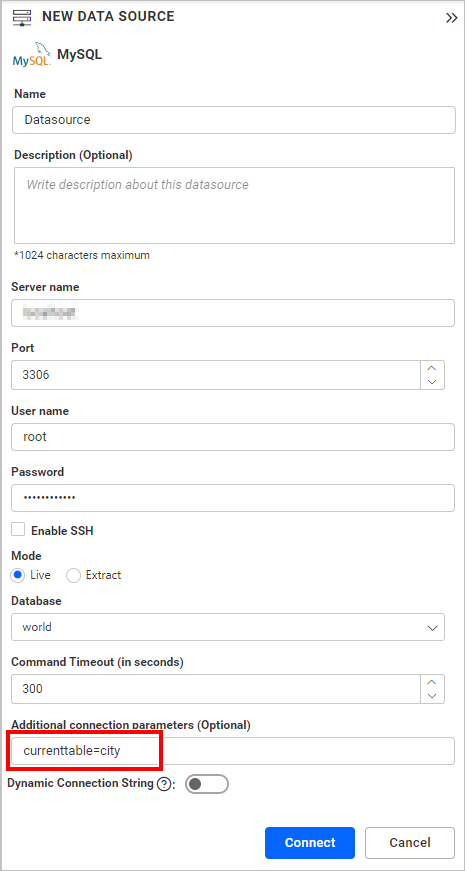 NEW DATA SOURCE
MySQL MySQL
Name
Datasource
Description (Optional)
Write description about this datasource
*1024 characters maximum
Server name
Port
3306
User name
root
Password
••••••••••••
Enable SSH
Mode
Live Extract
Database
world
Command Timeout (in seconds)
300
Additional connection parameters (Optional)
currenttable=city
Dynamic Connection String ? :
Connect Cancel